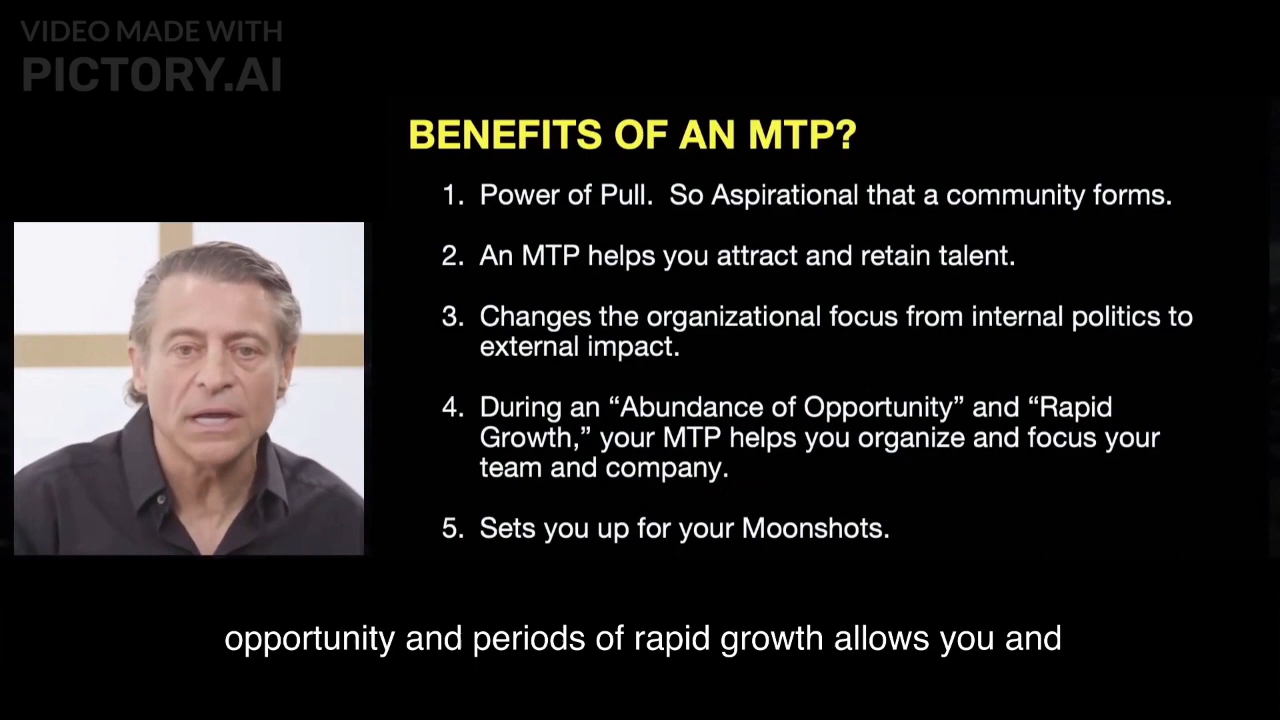 VIDEO MADE WITH
PICTORY.AI
BENEFITS OF AN MTP?
1. Power of Pull. So Aspirational that a community forms.
2. An MTP helps you attract and retain talent.
3. Changes the organizational focus from internal politics to
external impact.
4. During an “Abundance of Opportunity” and “Rapid
Growth,” your MTP helps you organize and focus your
team and company.
5. Sets you up for your Moonshots.
opportunity and periods of rapid growth allows you and